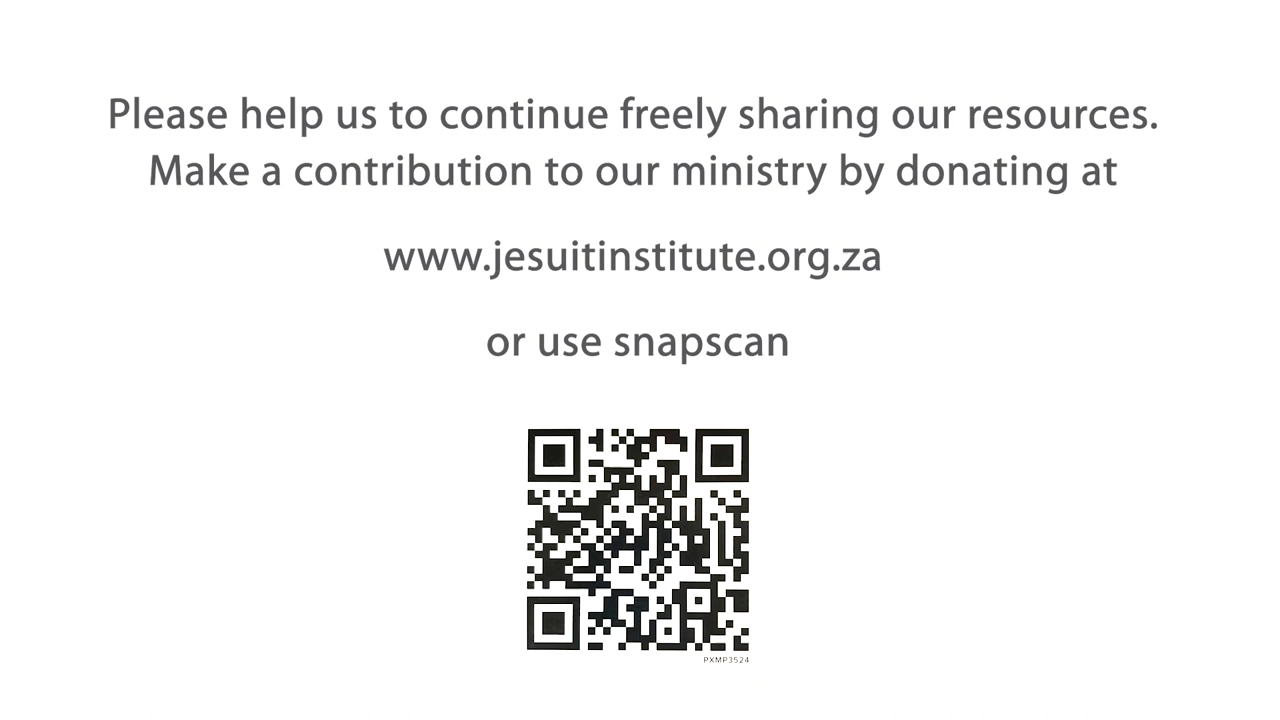 Please help us to continue freely sharing our resources.
Make a contribution to our ministry by donating at
www.jesuitinstitute.org.za
or use snapscan
PXMP3524